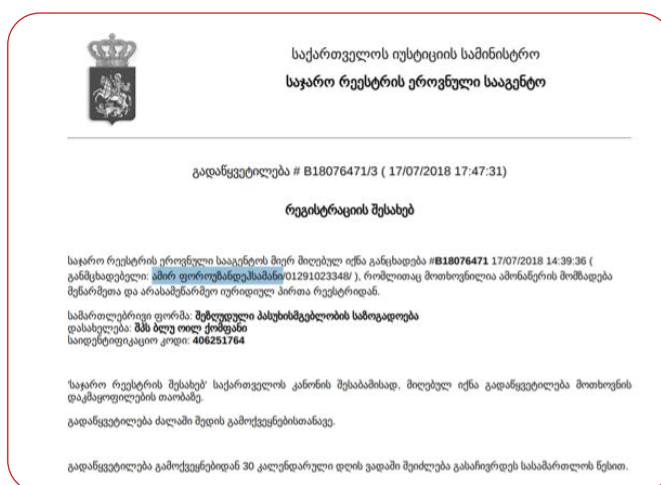 საქართველოს იუსტიციის სამინისტრო
საჯარო რეესტრის ეროვნული სააგენტო
გადაწყვეტილება # B18076471/3 ( 17/07/2018 17:47:31)
რეგისტრაციის შესახებ
საჯარო რეესტრის ეროვნული სააგენტოს მიერ მიღებულ იქნა განცხადება #B18076471 17/07/2018 14:39:36 (
განმცხადებელი: ამირ ფოროუზანდეჰსამანი/01291023348/ ), რომლითაც მოთხოვნილია ამონაწერის მომზადება
მეწარმეთა და არასამეწარმეო იურიდიულ პირთა რეესტრიდან.
სამართლებრივი ფორმა: შეზღუდული პასუხისმგებლობის საზოგადოება
დასახელება: შპს ბლუ ოილ ქომფანი
საიდენტიფიკაციო კოდი: 406251764
'საჯარო რეესტრის შესახებ' საქართველოს კანონის შესაბამისად, მიღებულ იქნა გადაწყვეტილება მოთხოვნის
დაკმაყოფილების თაობაზე.
გადაწყვეტილება ძალაში შედის გამოქვეყნებისთანავე.
გადაწყვეტილება გამოქვეყნებიდან 30 კალენდარული დღის ვადაში შეიძლება გასაჩივრდეს სასამართლოს წესით.